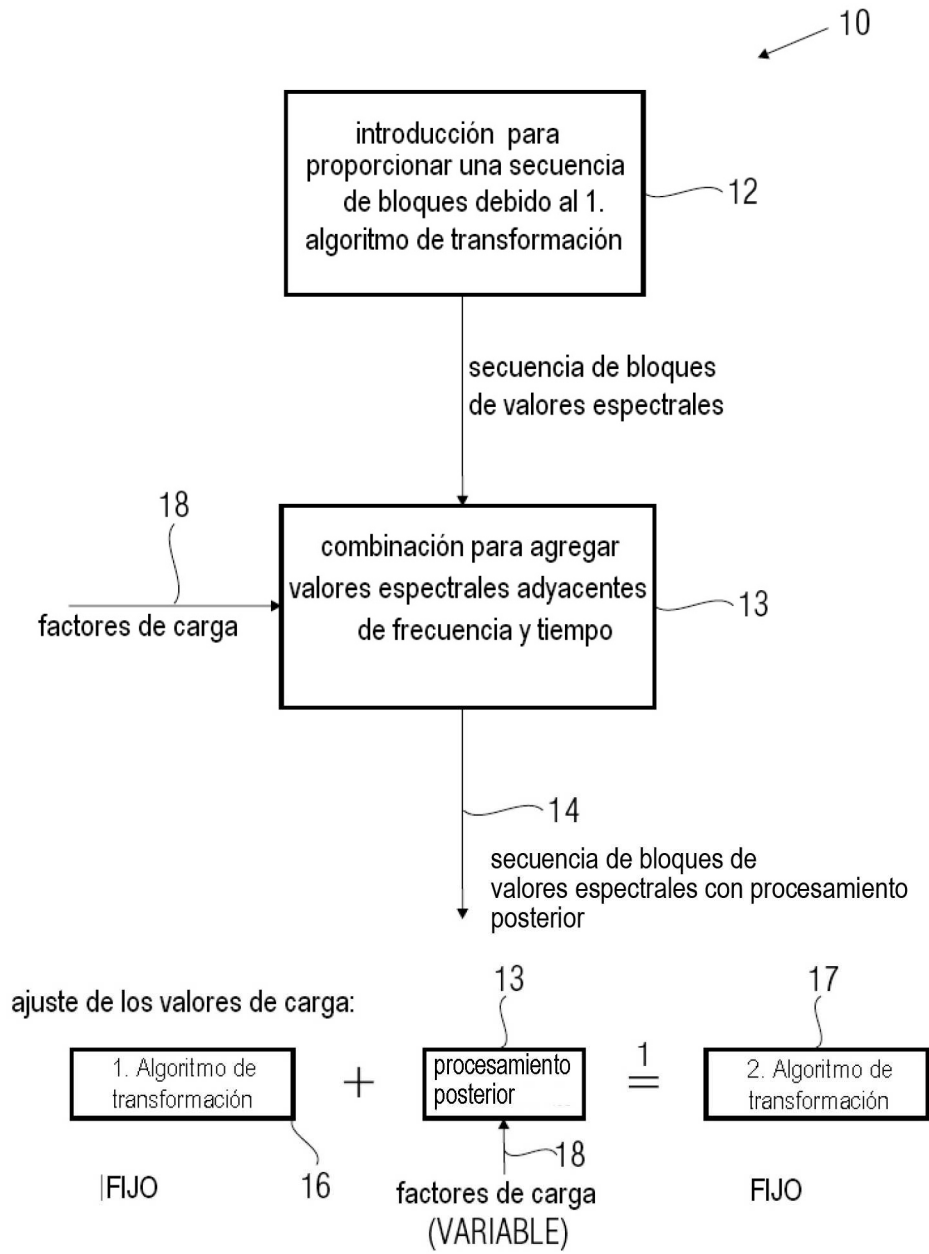 10
introducción para
proporcionar una secuencia
de bloques debido al 1.
algoritmo de transformación
12
secuencia de bloques
de valores espectrales
18
factores de carga
combinación para agregar
valores espectrales adyacentes
de frecuencia y tiempo
13
14
secuencia de bloques de
valores espectrales con procesamiento
posterior
ajuste de los valores de carga:
13
17
1. Algoritmo de
transformación
+
procesamiento
posterior
1
=
2. Algoritmo de
transformación
16
18
FIJO
factores de carga
(VARIABLE)
FIJO